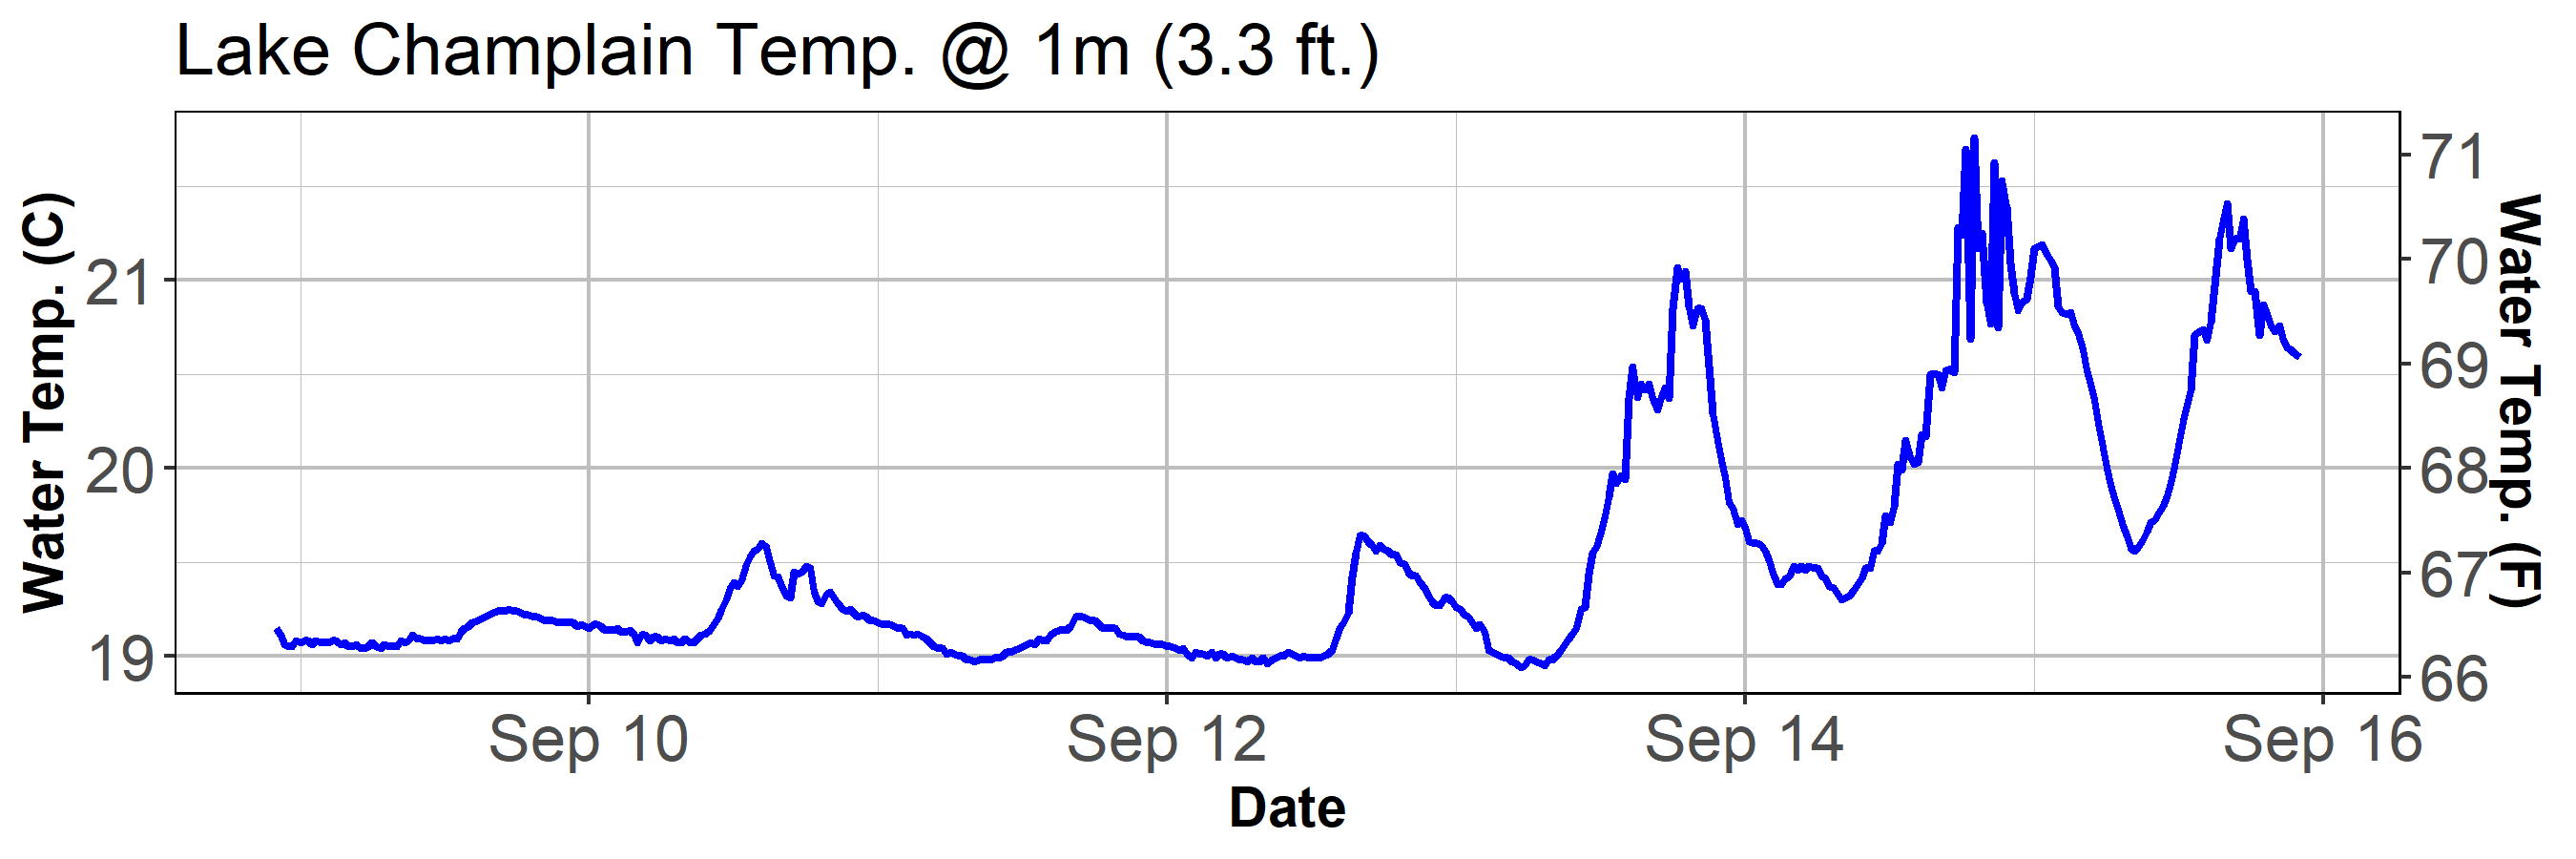 Lake Champlain Temp. @ 1m (3.3 ft.)
Water Temp. (C)
21
20
19
71
70
69
68
67
66
Water Temp. (F)
Sep 10
Sep 12
Sep 14
Sep 16
Date